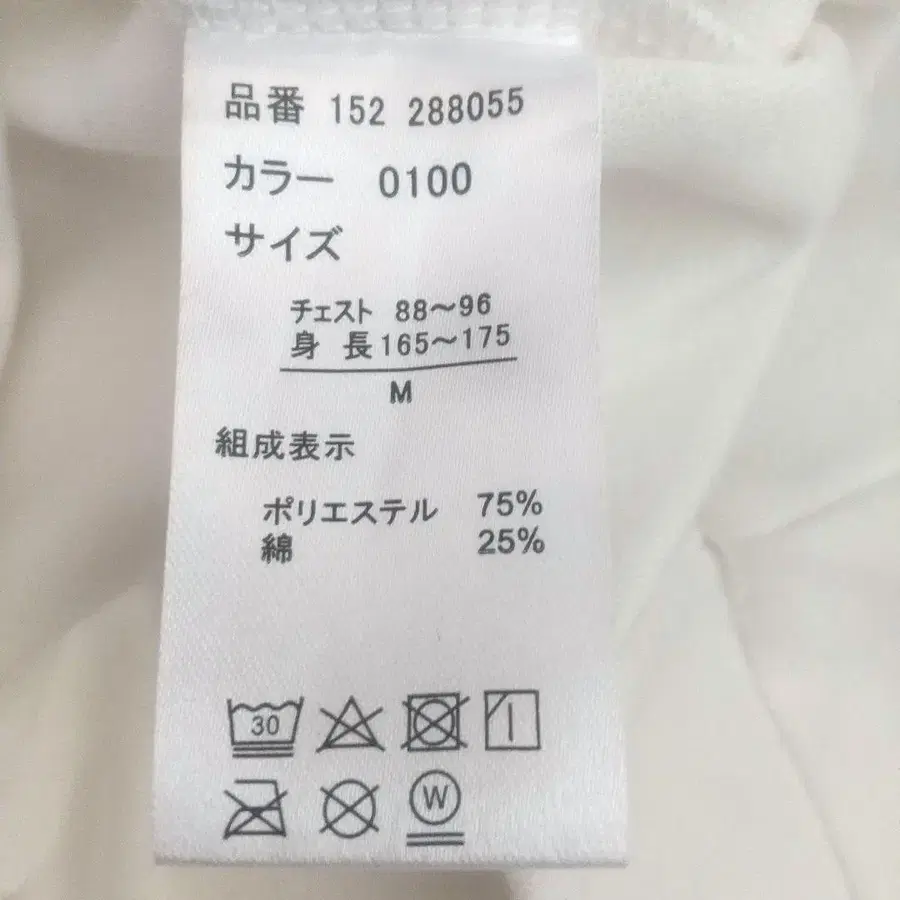 品番 152 288055
カラー 0100
サイズ
チェスト 88～96
身 長 165～175
M
組成表示
ポリエステル 75%
綿 25%
30
W